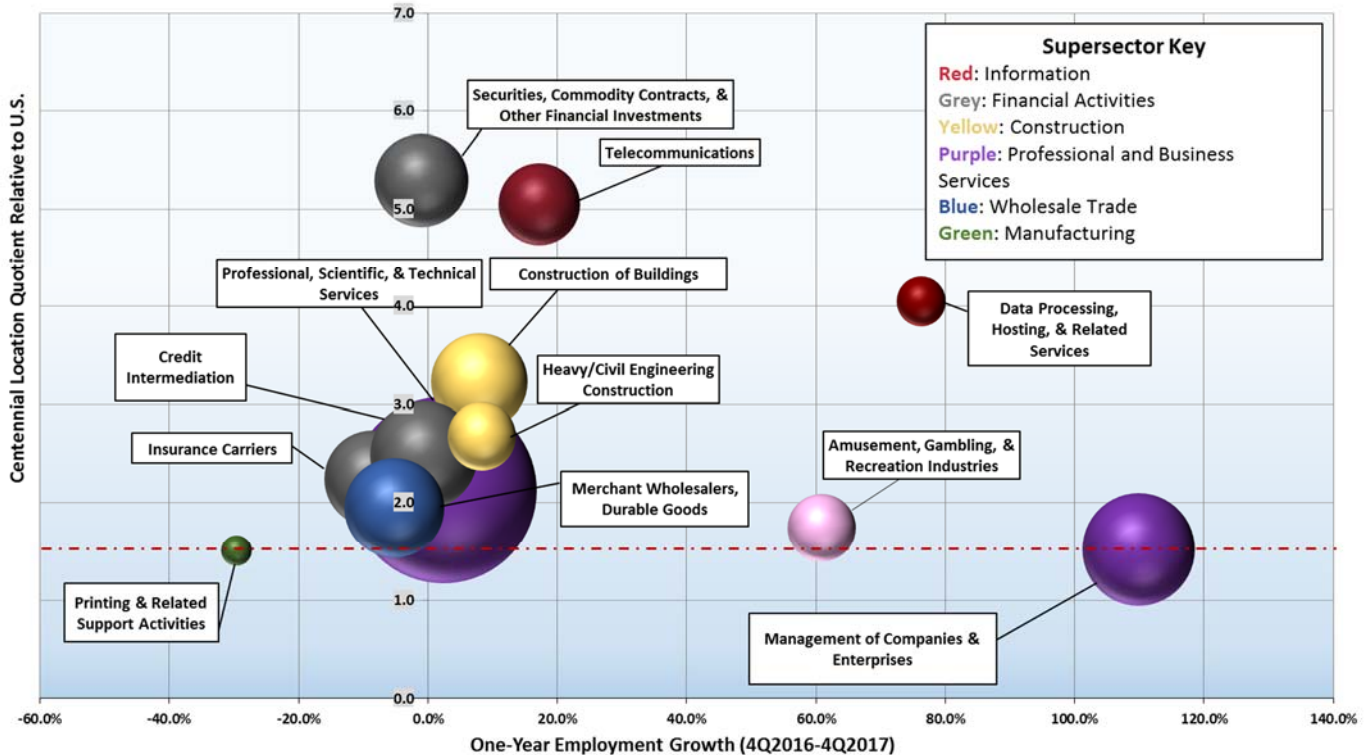 7.0
6.0
5.0
4.0
3.0
2.0
1.0
0.0
Centennial Location Quotient Relative to U.S.
Supersector Key
Red: Information
Grey: Financial Activities
Yellow: Construction
Purple: Professional and Business
Services
Blue: Wholesale Trade
Green: Manufacturing
Securities, Commodity Contracts, &
Other Financial Investments
Telecommunications
Professional, Scientific, & Technical
Services
Construction of Buildings
Data Processing,
Hosting, & Related
Services
Credit
Intermediation
Heavy/Civil Engineering
Construction
Insurance Carriers
Amusement, Gambling, &
Recreation Industries
Merchant Wholesalers,
Durable Goods
Printing & Related
Support Activities
Management of Companies &
Enterprises
-60.0% -40.0% -20.0% 0.0% 20.0% 40.0% 60.0% 80.0% 100.0% 120.0% 140.0%
One-Year Employment Growth (4Q2016-4Q2017)